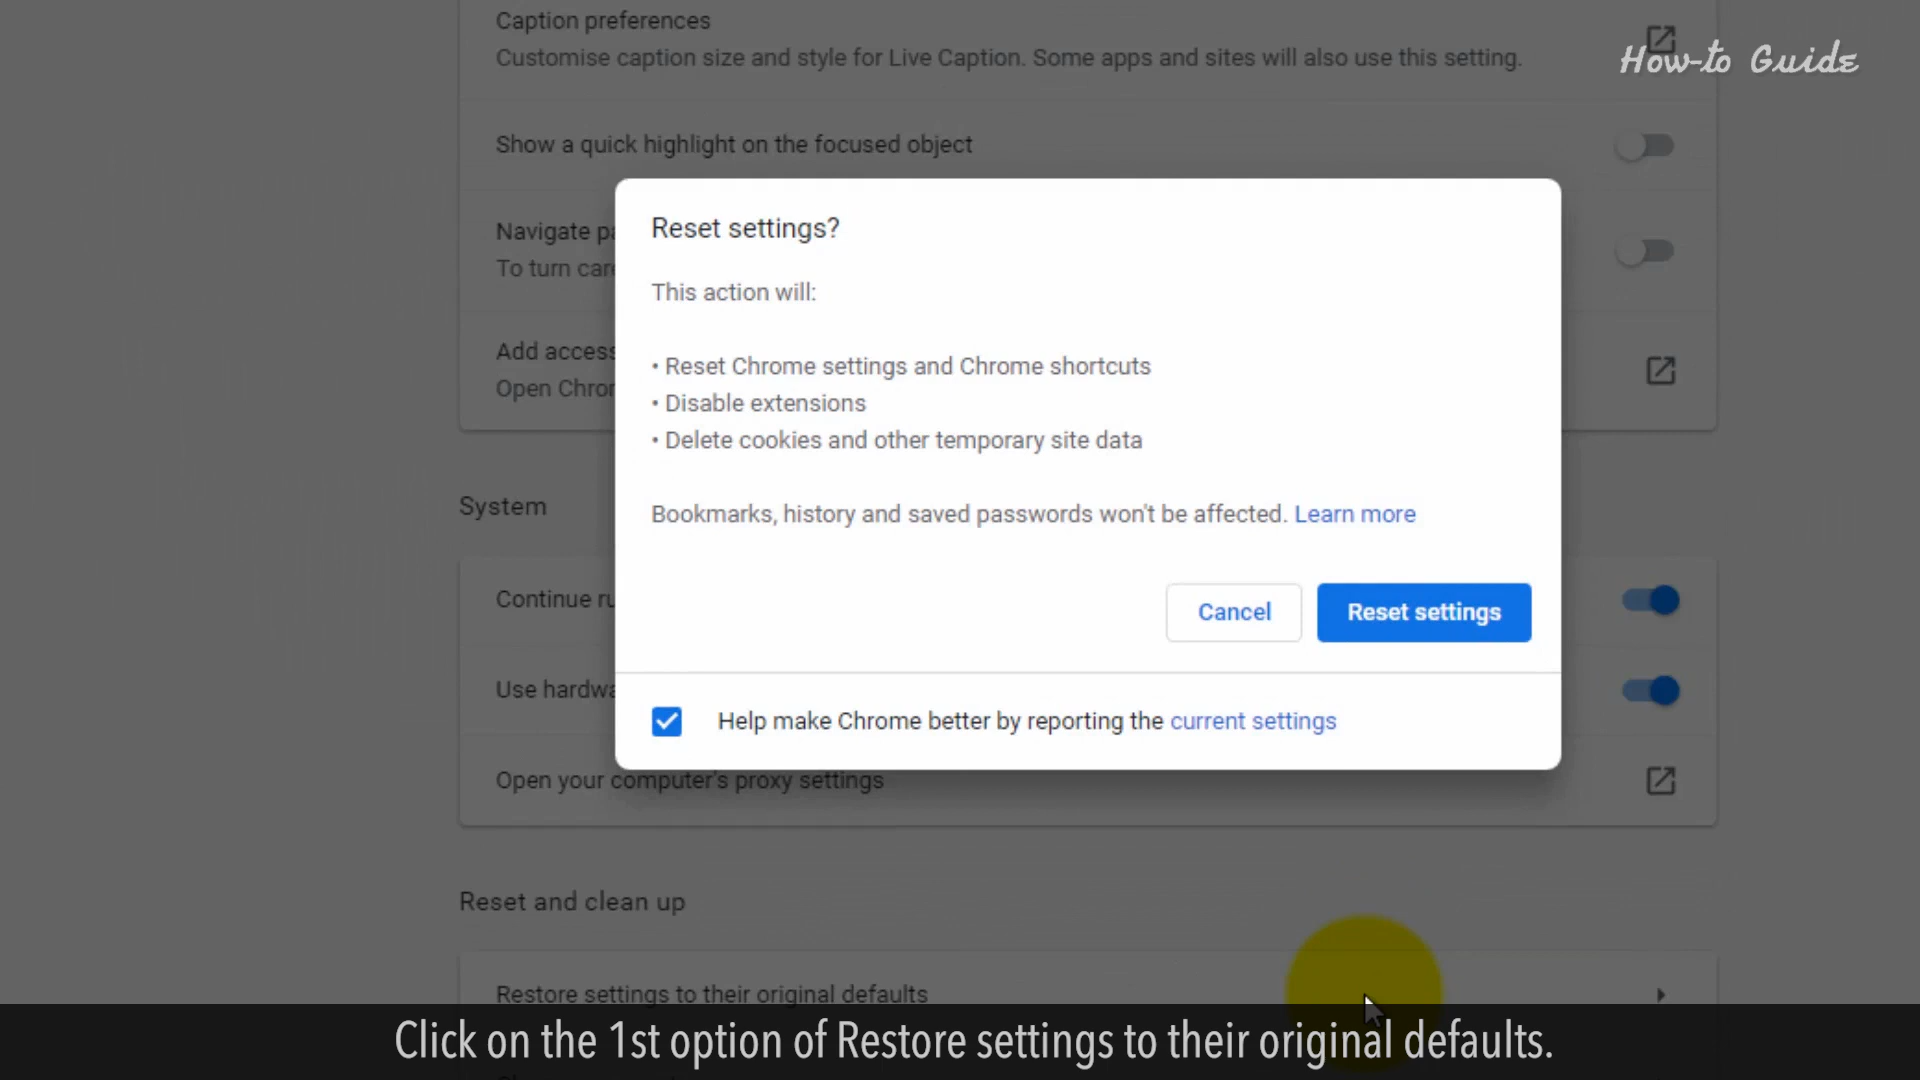 Caption preferences
Customise caption size and style for Live Caption. Some apps and sites will also use this setting.
How-to Guide
Show a quick highlight on the focused object
Navigate
To turn
Reset settings?
This action will:
• Reset Chrome settings and Chrome shortcuts
• Disable extensions
• Delete cookies and other temporary site data
Bookmarks, history and saved passwords won't be affected. Learn more
Cancel
Reset settings
Help make Chrome better by reporting the current settings
Add
Open
System
Continue
Use
Open your computer's proxy settings
Reset and clean up
Restore settings to their original defaults
Click on the 1st option of Restore settings to their original defaults.